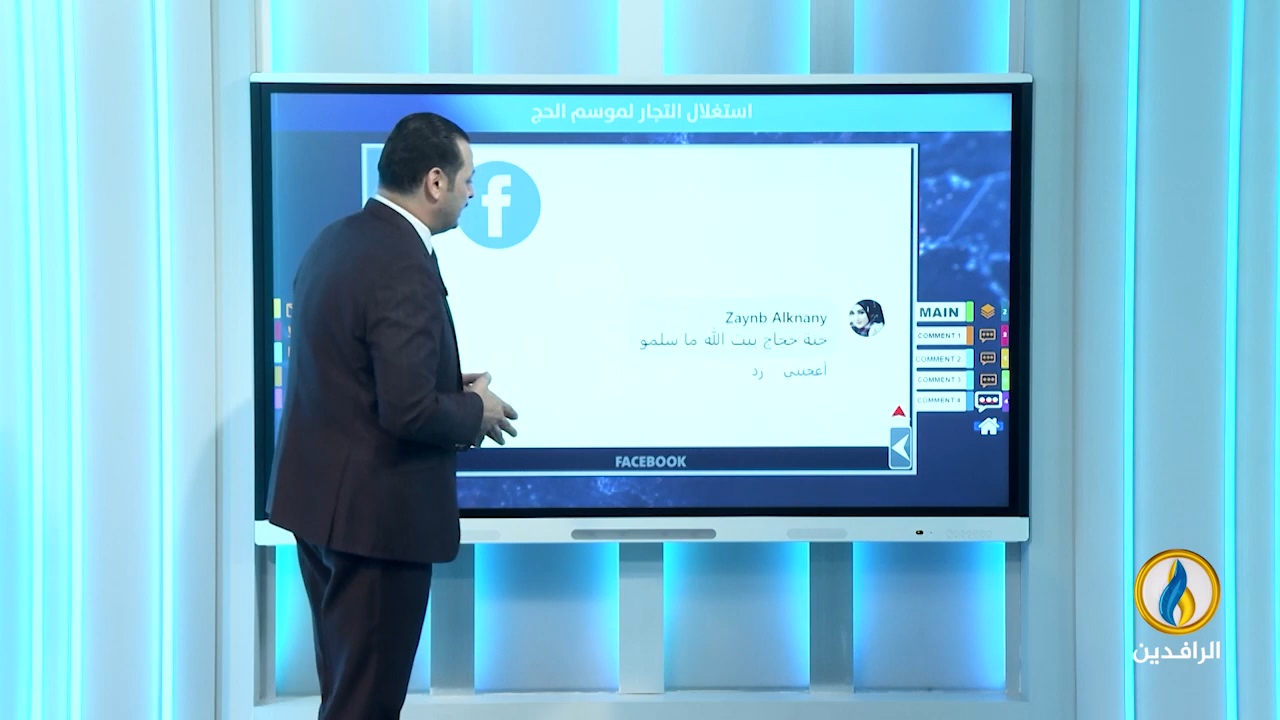 استغلال التجار لموسم الحج
f
Zaynb Alknany
حته حجاج بيت الله ما سلمو
أعجبني رد
FACEBOOK
MAIN
COMMENT 1
COMMENT 2
COMMENT 3
COMMENT 4
الرافدين